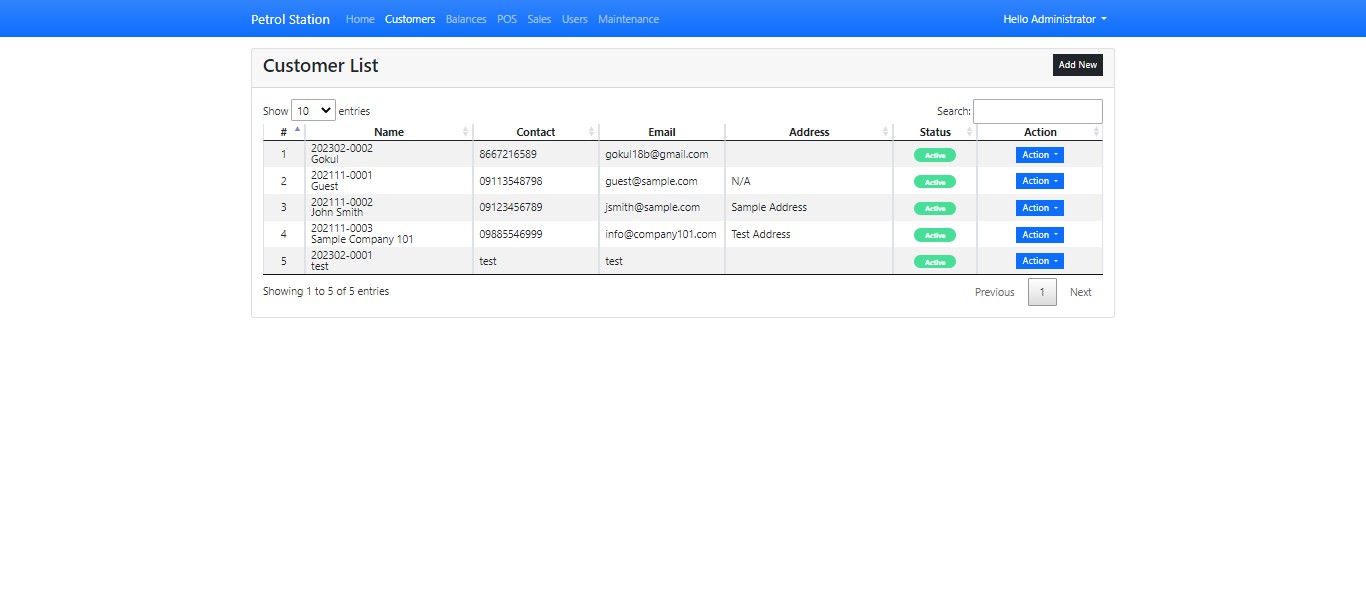 Petrol Station Home Customers Balances POS Sales Users Maintenance Hello Administrator
Customer List Add New
Show 10 entries Search:
# Name Contact Email Address Status Action
1 202302-0002 8667216589 gokul18b@gmail.com Active Action
Gokul
2 202111-0001 09113548798 guest@sample.com N/A Active Action
Guest
3 202111-0002 09123456789 jsmith@sample.com Sample Address Active Action
John Smith
4 202111-0003 09885546999 info@company101.com Test Address Active Action
Sample Company 101
5 202302-0001 test test Active Action
test
Showing 1 to 5 of 5 entries Previous 1 Next